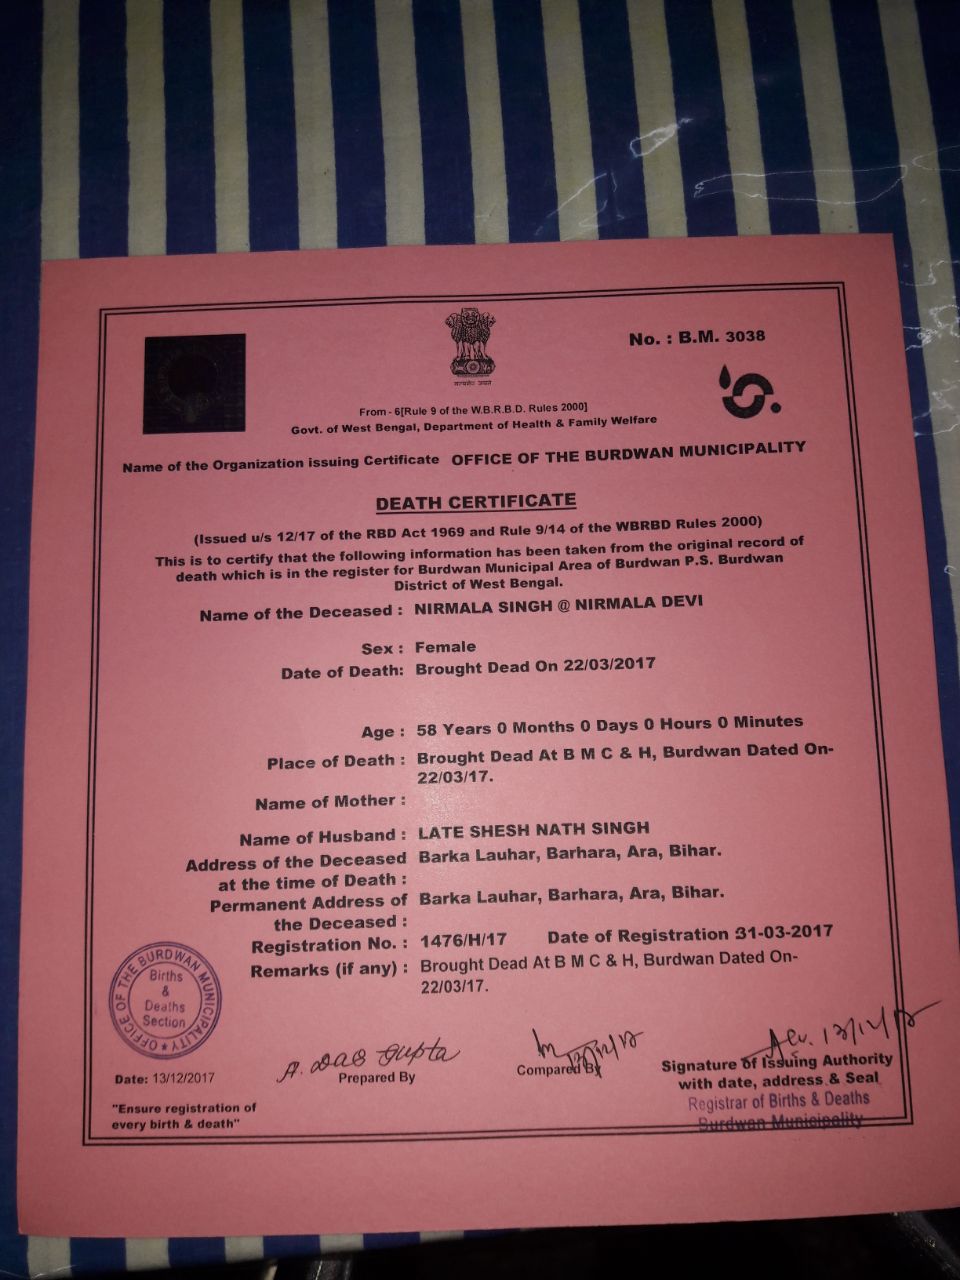 No. : B.M. 3038
सत्यमेव जयते
From - 6[Rule 9 of the W.B.R.B.D. Rules 2000]
Govt. of West Bengal, Department of Health & Family Welfare
Name of the Organization issuing Certificate OFFICE OF THE BURDWAN MUNICIPALITY
DEATH CERTIFICATE
(Issued u/s 12/17 of the RBD Act 1969 and Rule 9/14 of the WBRBD Rules 2000)
This is to certify that the following information has been taken from the original record of
death which is in the register for Burdwan Municipal Area of Burdwan P.S. Burdwan
District of West Bengal.
Name of the Deceased : NIRMALA SINGH @ NIRMALA DEVI
Sex : Female
Date of Death: Brought Dead On 22/03/2017
Age : 58 Years 0 Months 0 Days 0 Hours 0 Minutes
Place of Death : Brought Dead At B M C & H, Burdwan Dated On-
22/03/17.
Name of Mother :
Name of Husband : LATE SHESH NATH SINGH
Address of the Deceased Barka Lauhar, Barhara, Ara, Bihar.
at the time of Death :
Permanent Address of Barka Lauhar, Barhara, Ara, Bihar.
the Deceased :
Registration No. : 1476/H/17 Date of Registration 31-03-2017
Remarks (if any) : Brought Dead At B M C & H, Burdwan Dated On-
22/03/17.
OFFICE OF THE BURDWAN MUNICIPALITY
Births
&
Deaths
Section
A. Das Gupta
13/12/17
Date: 13/12/2017
Prepared By
Compared By
Signature of Issuing Authority
with date, address & Seal
Registrar of Births & Deaths
Burdwan Municipality
"Ensure registration of
every birth & death"